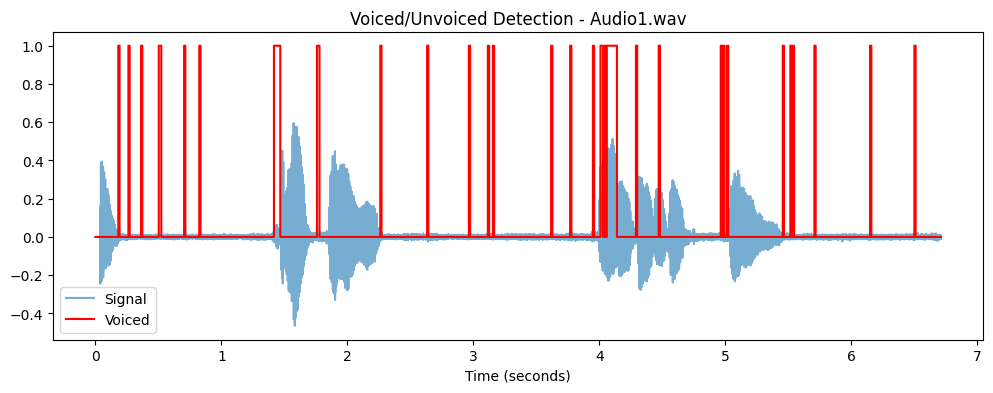 Voiced/Unvoiced Detection - Audio1.wav
1.0
0.8
0.6
0.4
0.2
0.0
−0.2
−0.4
Signal
Voiced
0 1 2 3 4 5 6 7
Time (seconds)